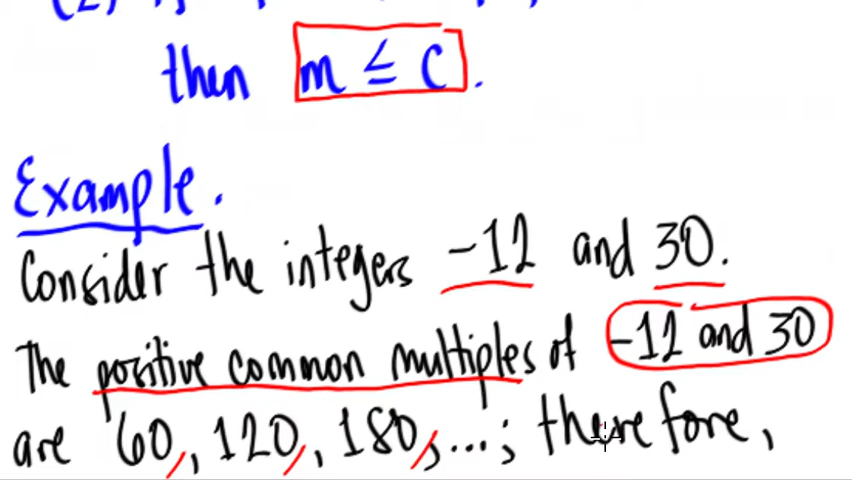 then m ≤ c.
Example.
Consider the integers -12 and 30.
The positive common multiples of -12 and 30
are 60, 120, 180, ...; therefore,